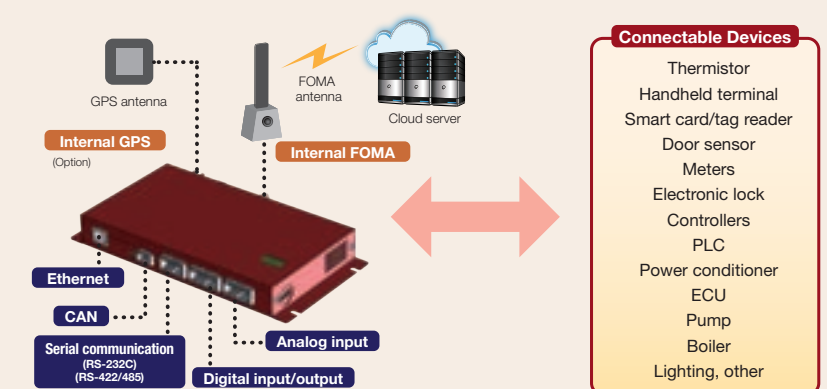 GPS antenna
FOMA
antenna
Cloud server
Internal GPS
(Option)
Internal FOMA
Ethernet
CAN
Serial communication
(RS-232C)
(RS-422/485)
Digital input/output
Analog input
Connectable Devices
Thermistor
Handheld terminal
Smart card/tag reader
Door sensor
Meters
Electronic lock
Controllers
PLC
Power conditioner
ECU
Pump
Boiler
Lighting, other